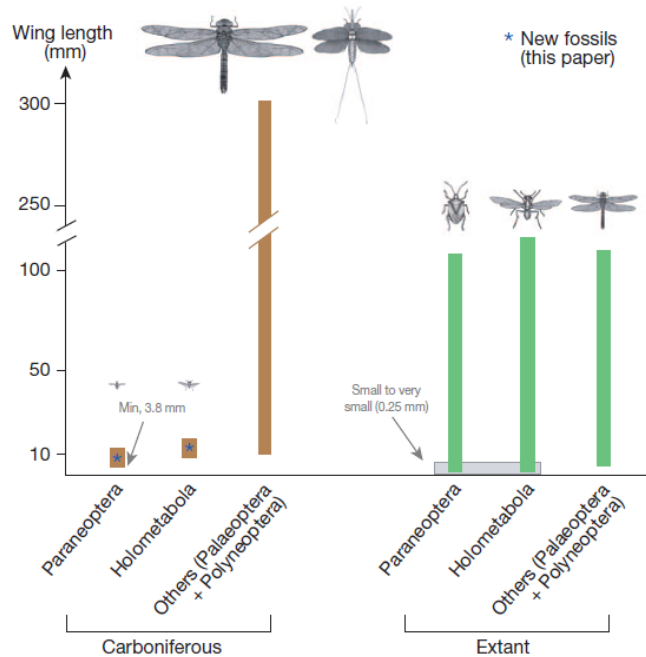 Wing length
(mm)
* New fossils
(this paper)
300
250
100
50
10
Min, 3.8 mm
Small to very
small (0.25 mm)
*
*
Paraneoptera
Holometabola
Others (Palaeoptera
+ Polyneoptera)
Paraneoptera
Holometabola
Others (Palaeoptera
+ Polyneoptera)
Carboniferous
Extant